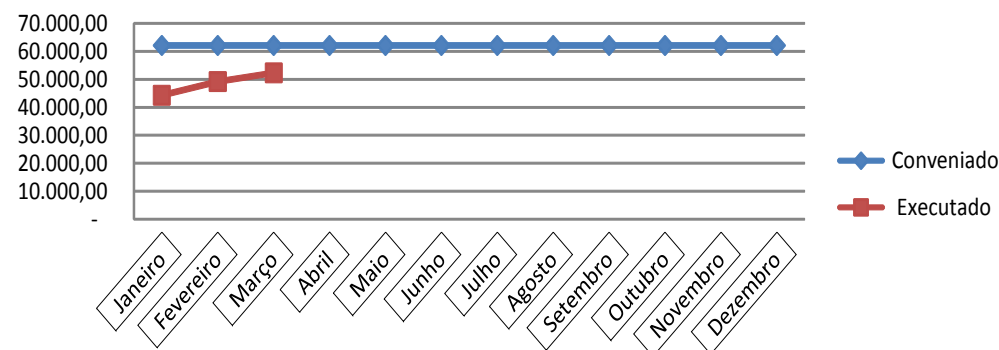 70.000,00
60.000,00
50.000,00
40.000,00
30.000,00
20.000,00
10.000,00
-
Conveniado
Executado
Janeiro
Fevereiro
Março
Abril
Maio
Junho
Julho
Agosto
Setembro
Outubro
Novembro
Dezembro